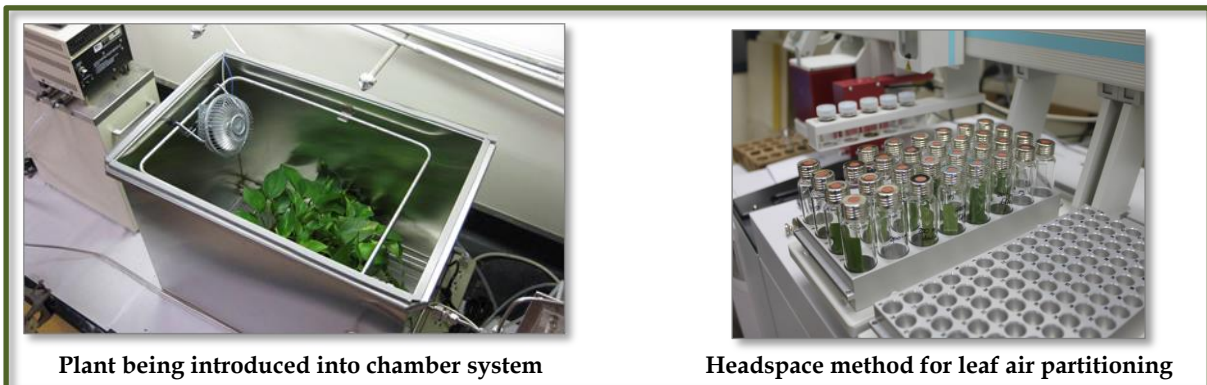 Plant being introduced into chamber system
Headspace method for leaf air partitioning